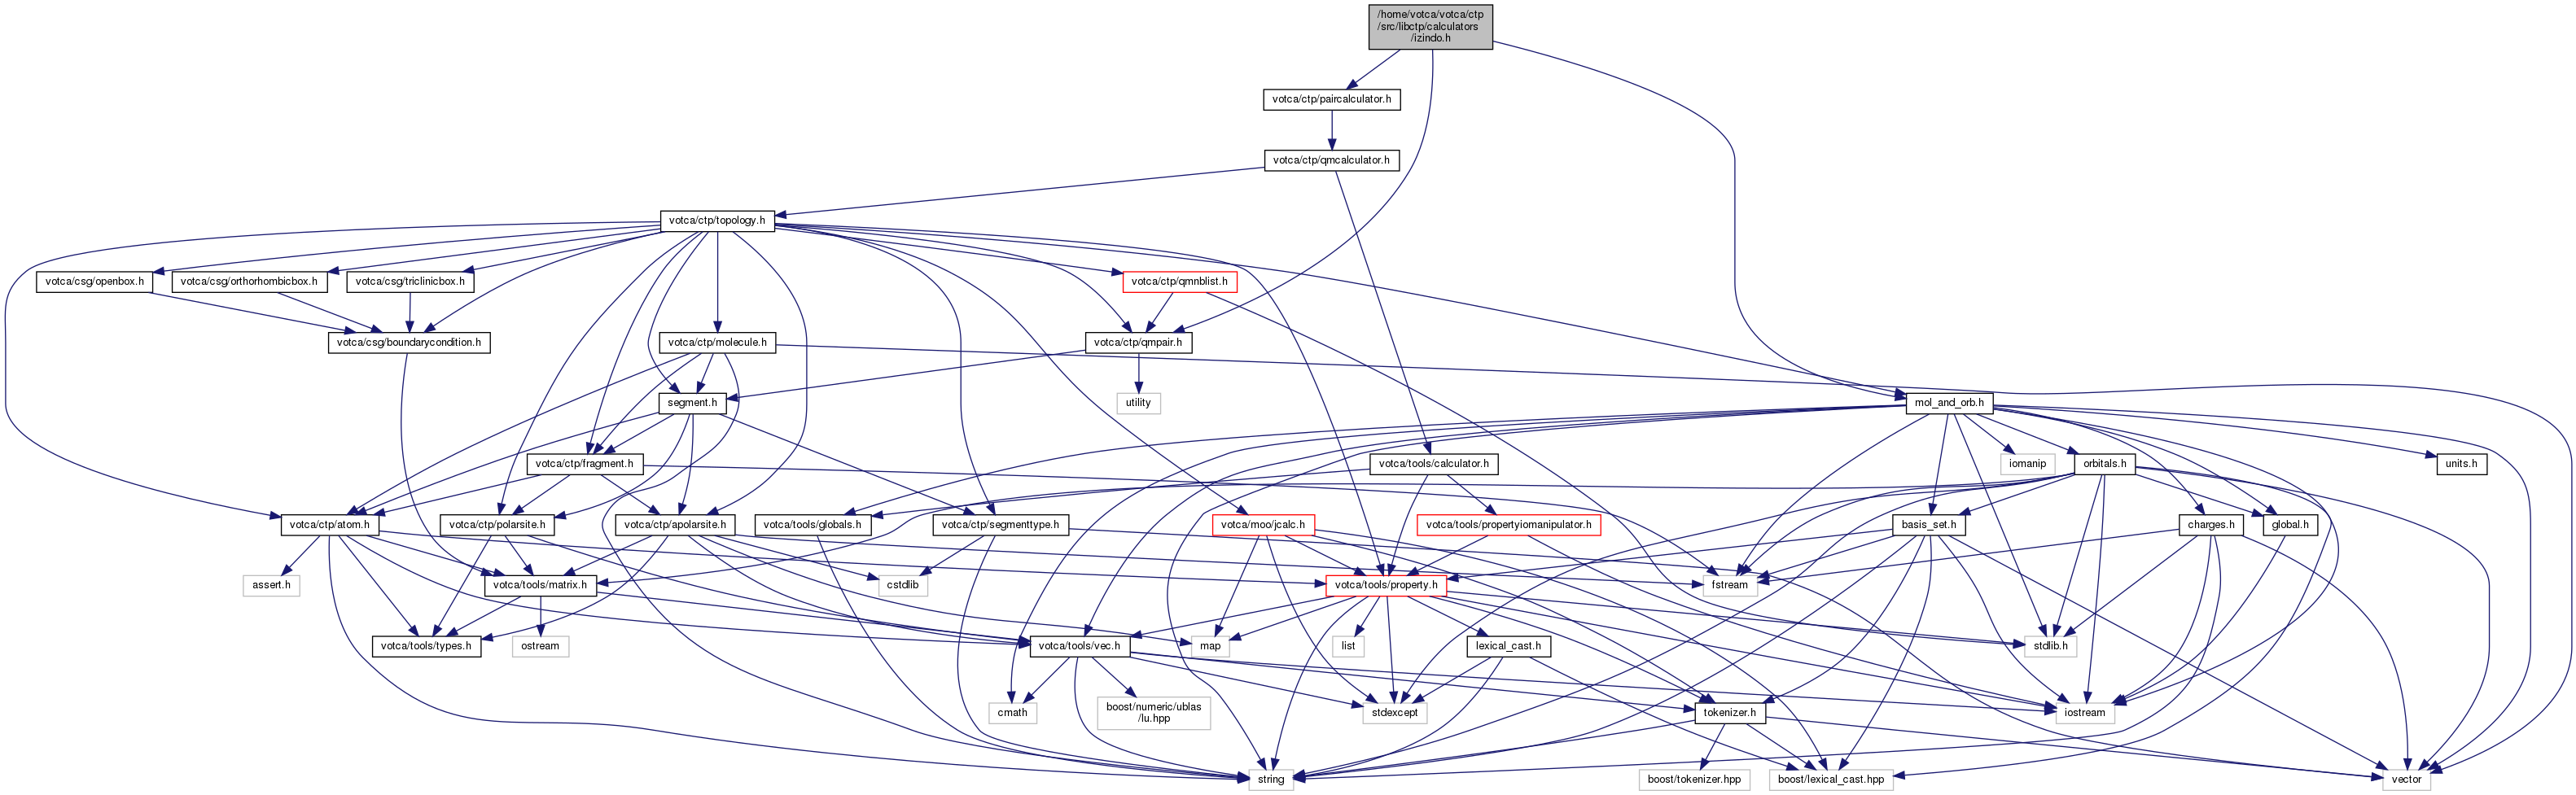 /home/votca/votca/ctp
/src/libctp/calculators
/izindo.h
votca/ctp/paircalculator.h
votca/ctp/qmcalculator.h
votca/ctp/topology.h
votca/csg/openbox.h
votca/csg/orthorhombicbox.h
votca/csg/triclinicbox.h
votca/ctp/qmnblist.h
votca/csg/boundarycondition.h
votca/ctp/molecule.h
votca/ctp/qmpair.h
segment.h
utility
mol_and_orb.h
votca/ctp/fragment.h
votca/tools/calculator.h
iomanip
orbitals.h
units.h
votca/ctp/atom.h
votca/ctp/polarsite.h
votca/ctp/apolarsite.h
votca/tools/globals.h
votca/ctp/segmenttype.h
votca/moo/jcalc.h
votca/tools/propertyiomanipulator.h
basis_set.h
charges.h
global.h
assert.h
votca/tools/matrix.h
cstdlib
fstream
votca/tools/property.h
votca/tools/types.h
ostream
votca/tools/vec.h
map
list
lexical_cast.h
stdlib.h
cmath
boost/numeric/ublas
/lu.hpp
stdexcept
tokenizer.h
iostream
string
boost/tokenizer.hpp
boost/lexical_cast.hpp
vector